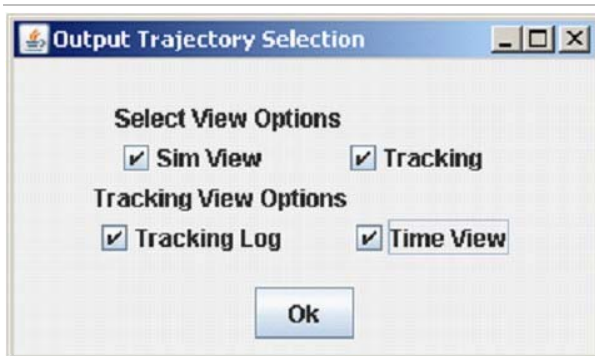 Output Trajectory Selection
Select View Options
Sim View Tracking
Tracking View Options
Tracking Log Time View
Ok